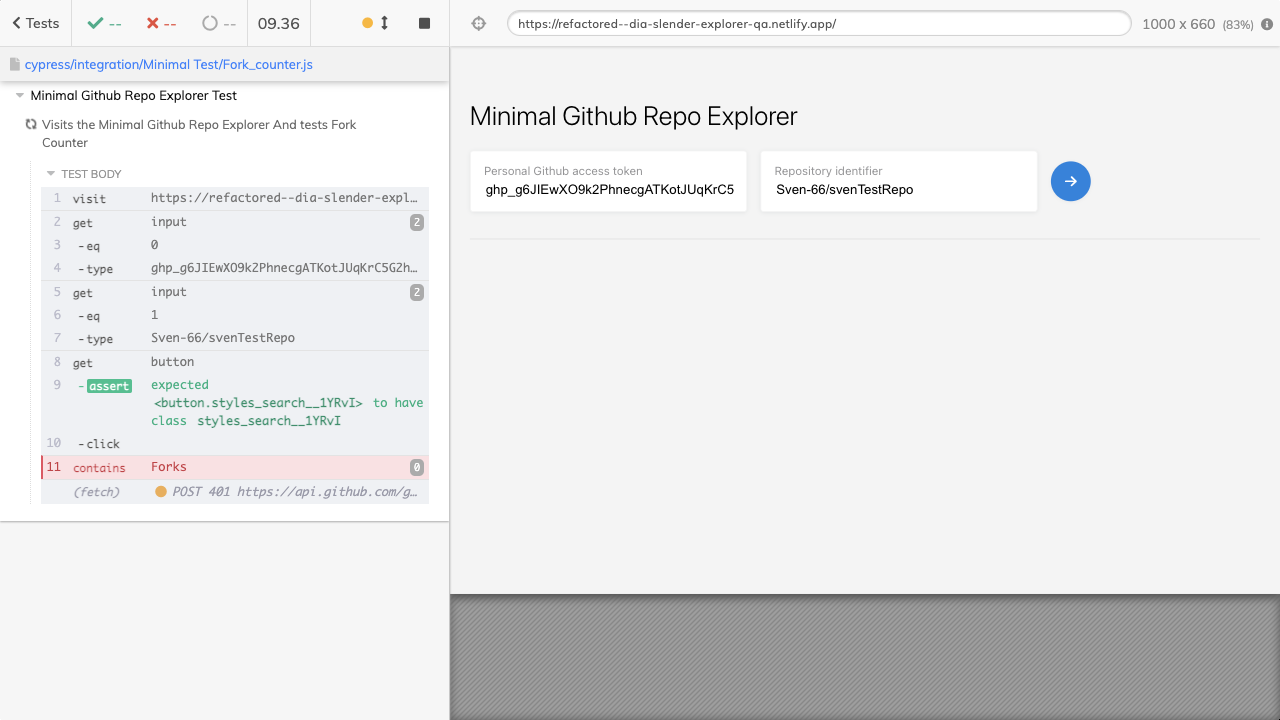 Tests
--
--
--
09.36
https://refactored--dia-slender-explorer-qa.netlify.app/
1000 x 660 (83%)
cypress/integration/Minimal Test/Fork_counter.js
Minimal Github Repo Explorer Test
Visits the Minimal Github Repo Explorer And tests Fork
Counter
TEST BODY
1 visit https://refactored--dia-slender-expl…
2 get input 2
3 -eq 0
4 -type ghp_g6JIEwXO9k2PhnecgATKotJUqKrC5G2h…
5 get input 2
6 -eq 1
7 -type Sven-66/svenTestRepo
8 get button
9 -assert expected
<button.styles_search__1YRvI> to have
class styles_search__1YRvI
10 -click
11 contains Forks 0
(fetch) POST 401 https://api.github.com/g…
Minimal Github Repo Explorer
Personal Github access token
ghp_g6JIEwXO9k2PhnecgATKotJUqKrC5
Repository identifier
Sven-66/svenTestRepo